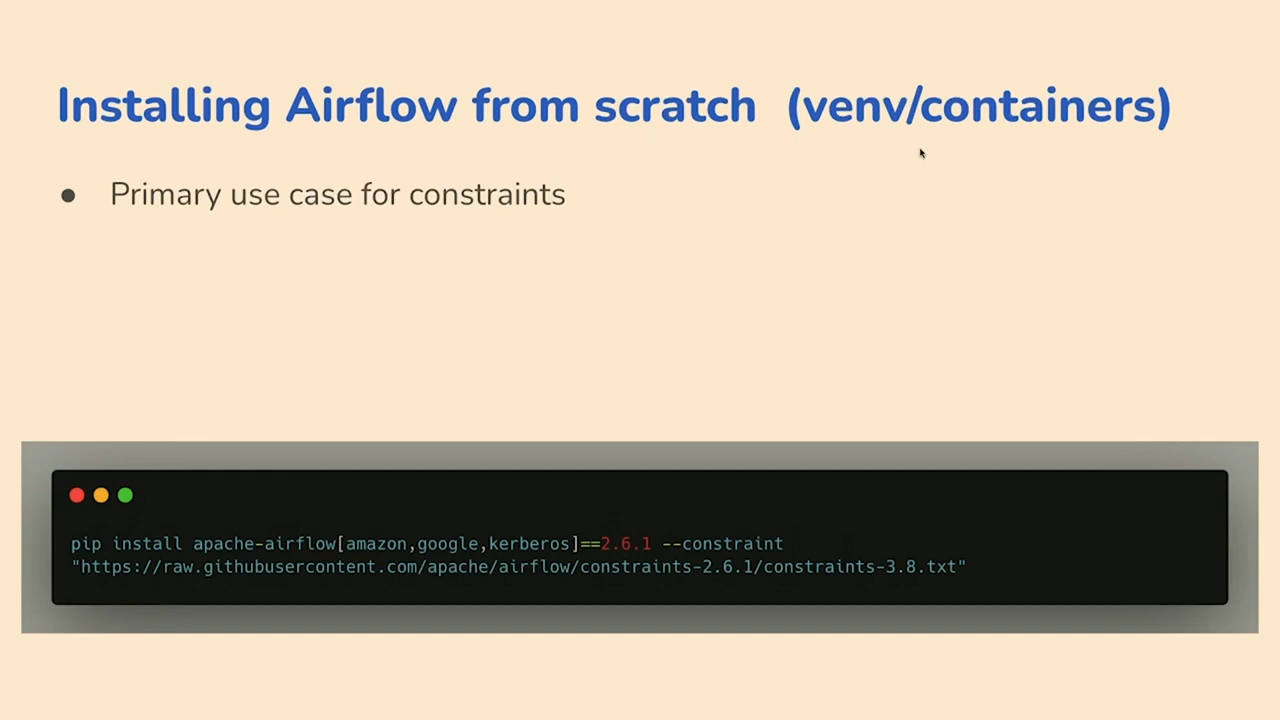 Installing Airflow from scratch (venv/containers)
● Primary use case for constraints
pip install apache-airflow[amazon,google,kerberos]==2.6.1 --constraint
"https://raw.githubusercontent.com/apache/airflow/constraints-2.6.1/constraints-3.8.txt"